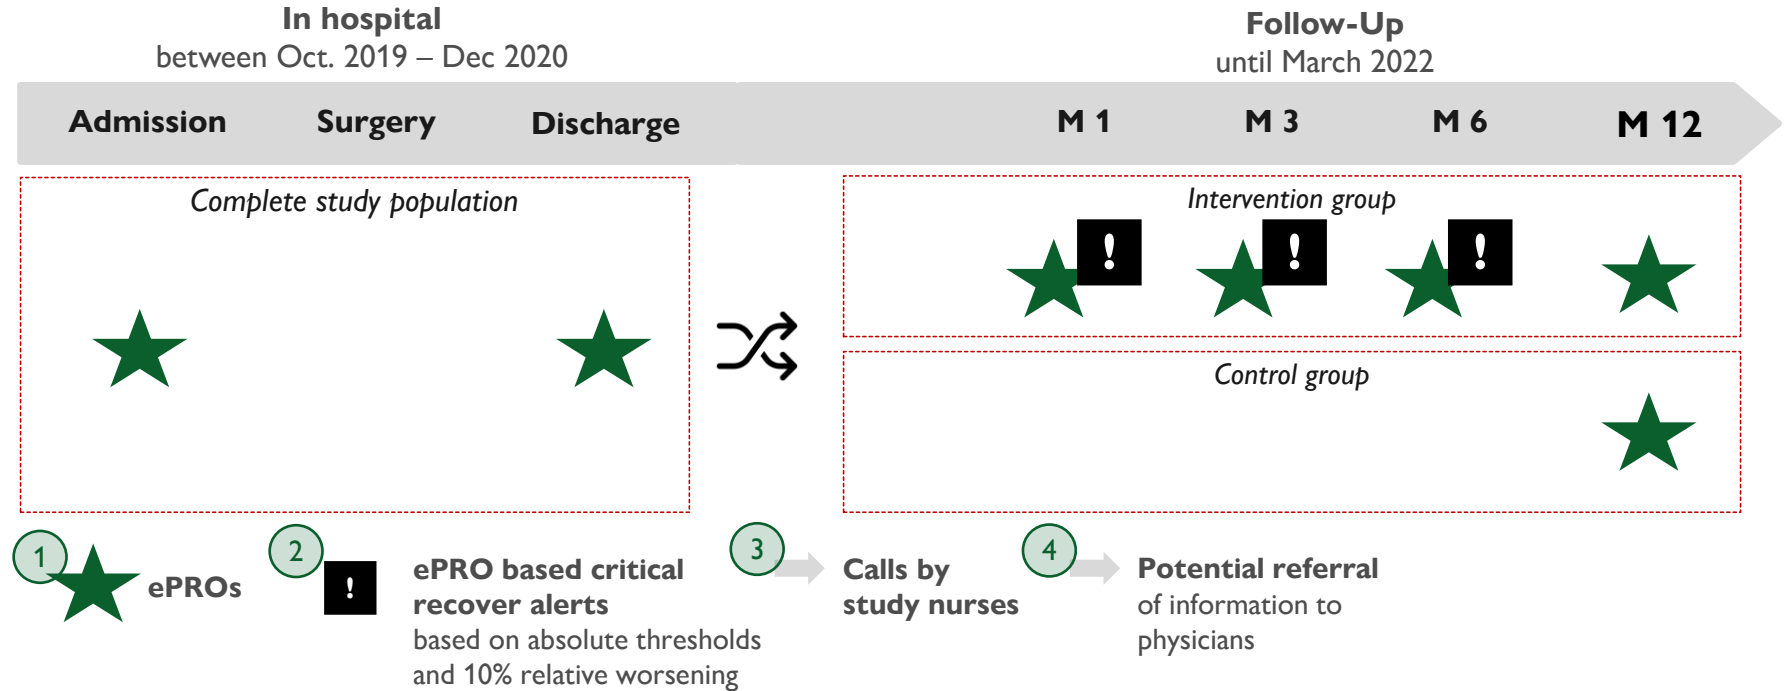 In hospital
between Oct. 2019 – Dec 2020
Follow-Up
until March 2022
Admission
Surgery
Discharge
M 1
M 3
M 6
M 12
Complete study population
Intervention group
!
!
!
Control group
1
ePROs
2
!
ePRO based critical
recover alerts
based on absolute thresholds
and 10% relative worsening
3
Calls by
study nurses
4
Potential referral
of information to
physicians